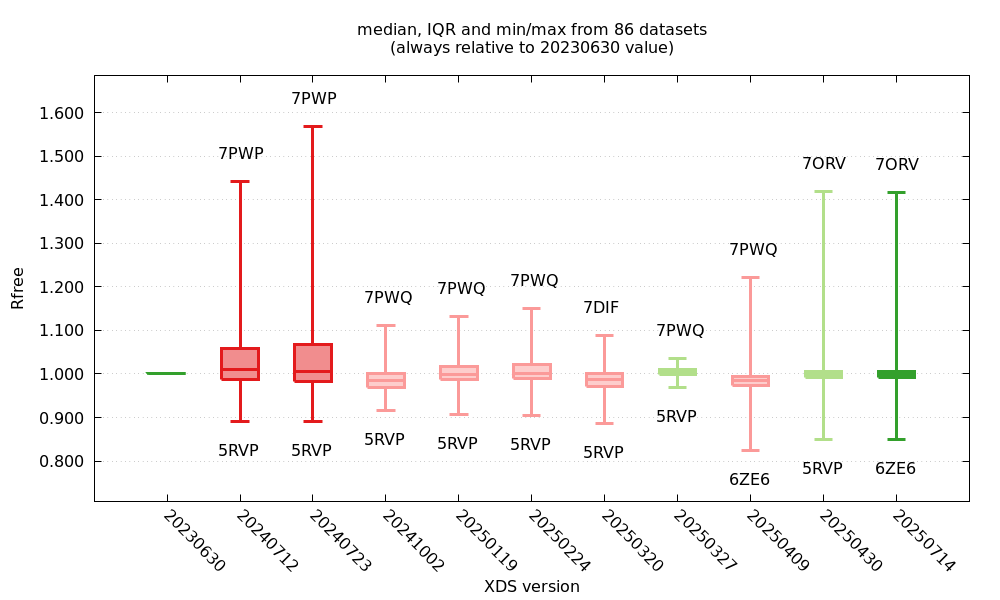 median, IQR and min/max from 86 datasets
(always relative to 20230630 value)
Rfree
1.600
1.500
1.400
1.300
1.200
1.100
1.000
0.900
0.800
7PWP
5RVP
7PWP
5RVP
7PWQ
5RVP
7PWQ
5RVP
7PWQ
5RVP
7DIF
5RVP
7PWQ
5RVP
7PWQ
6ZE6
7ORV
5RVP
7ORV
6ZE6
20230630
20240712
20240723
20241002
20250119
20250224
20250320
20250327
20250409
20250430
20250714
XDS version